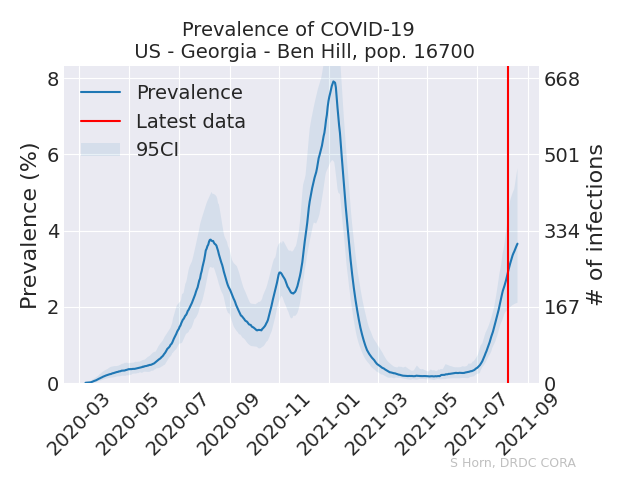 Prevalence of COVID-19
US - Georgia - Ben Hill, pop. 16700
Prevalence
Latest data
95CI
Prevalence (%)
8
6
4
2
0
668
501
334
167
0
# of infections
2020-03
2020-05
2020-07
2020-09
2020-11
2021-01
2021-03
2021-05
2021-07
2021-09
S Horn, DRDC CORA